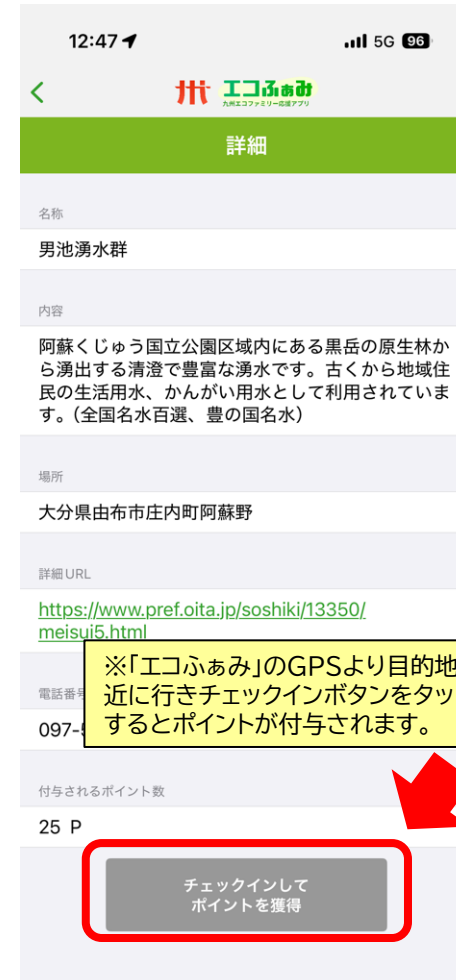 12:47
5G 96
エコふぁみ
九州エコファミリー応援アプリ
詳細
名称
男池湧水群
内容
阿蘇くじゅう国立公園区域内にある黒岳の原生林か
ら湧出する清澄で豊富な湧水です。古くから地域住
民の生活用水、かんがい用水として利用されていま
す。(全国名水百選、豊の国名水)
場所
大分県由布市庄内町阿蘇野
詳細URL
https://www.pref.oita.jp/soshiki/13350/
meisui5.html
※「エコふぁみ」のGPSより目的地
近に行きチェックインボタンをタッ
するとポイントが付与されます。
電話番号
097-
付与されるポイント数
25 P
チェックインして
ポイントを獲得